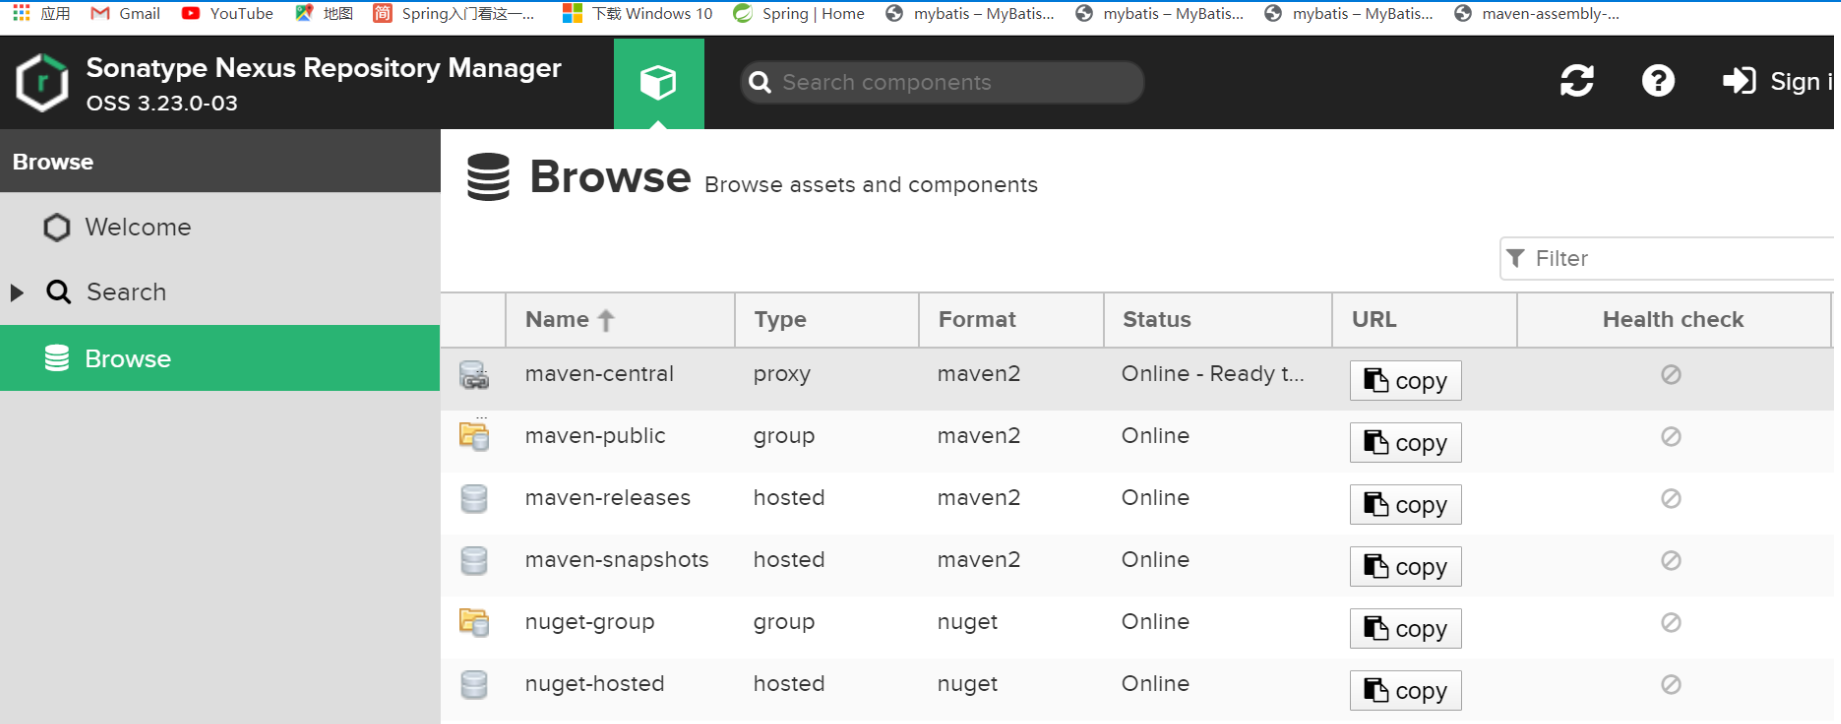 应用 Gmail YouTube 地图 简 Spring入门看这一... 下载 Windows 10 Spring | Home mybatis – MyBatis... mybatis – MyBatis... mybatis – MyBatis... maven-assembly-...
Sonatype Nexus Repository Manager
OSS 3.23.0-03
Search components
Sign i
Browse
Welcome
Search
Browse
Browse Browse assets and components
Filter
Name Type Format Status URL Health check
maven-central proxy maven2 Online - Ready t... copy
maven-public group maven2 Online copy
maven-releases hosted maven2 Online copy
maven-snapshots hosted maven2 Online copy
nuget-group group nuget Online copy
nuget-hosted hosted nuget Online copy